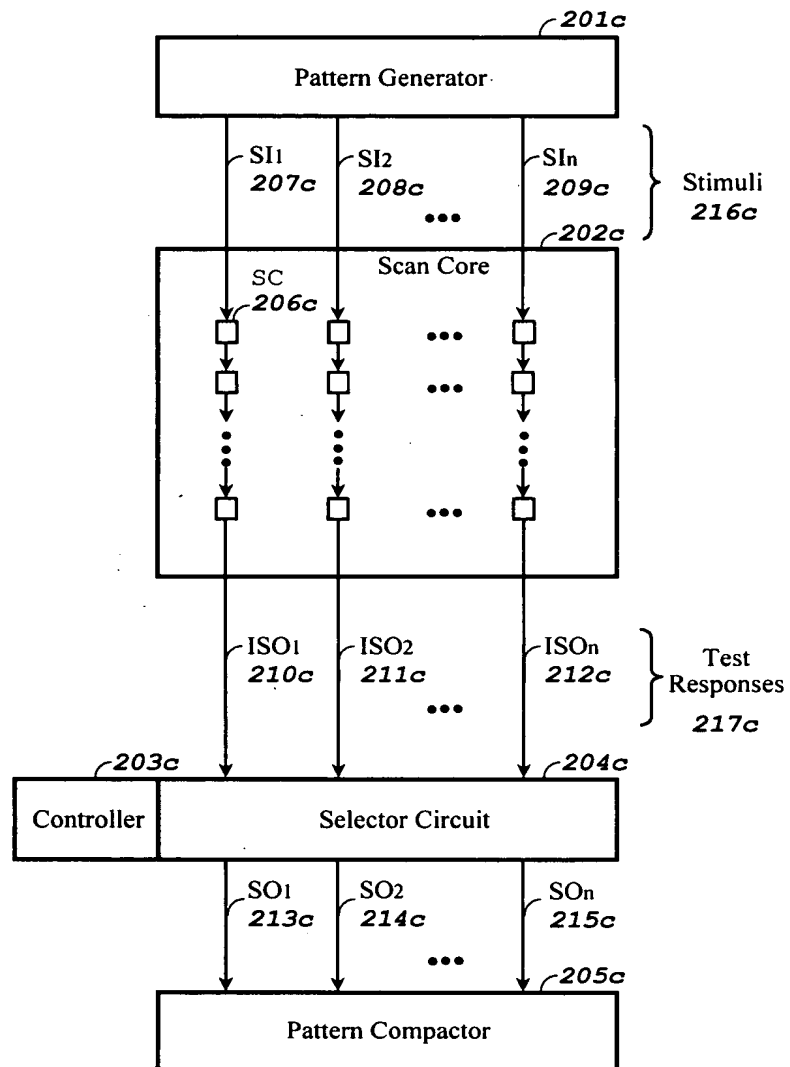 201c
Pattern Generator
SI1
207c
SI2
208c
SIn
209c
Stimuli
216c
•••
202c
Scan Core
SC
206c
•••
•••
•••
ISO1
210c
ISO2
211c
ISOn
212c
Test
Responses
217c
•••
203c
204c
Controller
Selector Circuit
SO1
213c
SO2
214c
SOn
215c
•••
205c
Pattern Compactor